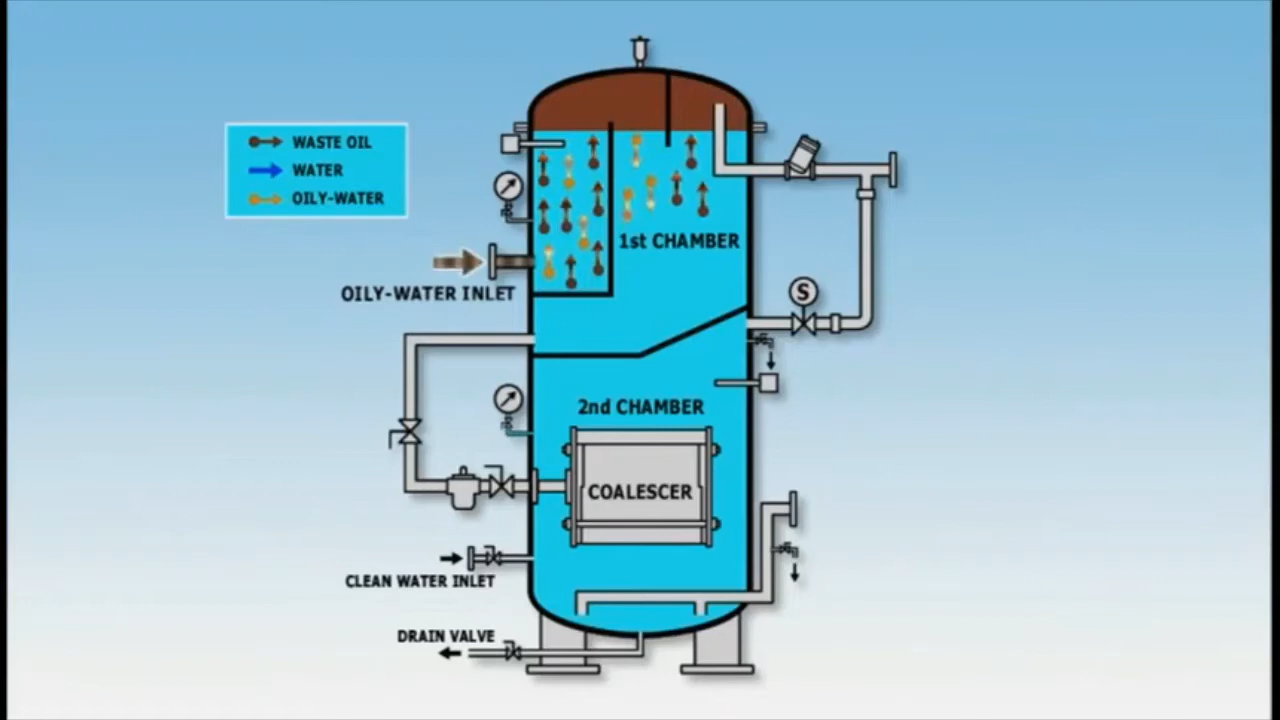 WASTE OIL
WATER
OILY-WATER
1st CHAMBER
OILY-WATER INLET
S
2nd CHAMBER
COALESCER
CLEAN WATER INLET
DRAIN VALVE